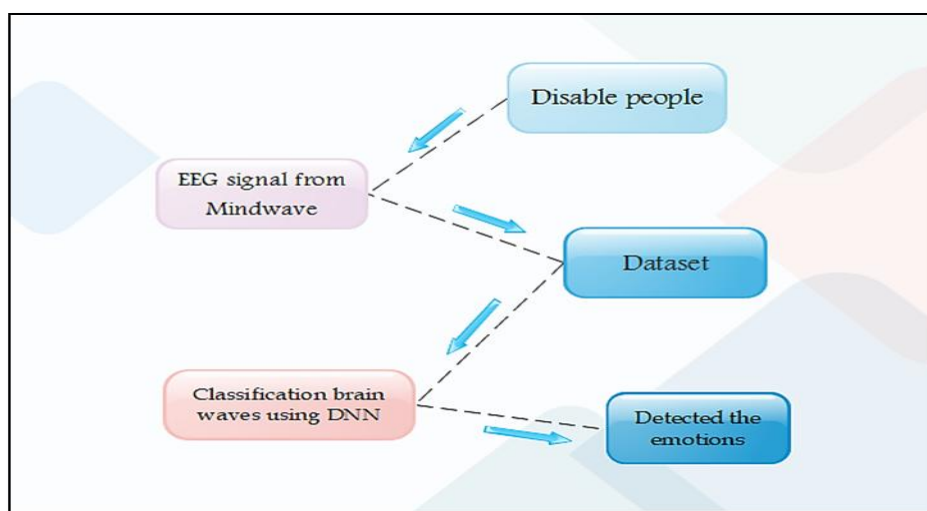 Disable people
EEG signal from
Mindwave
Dataset
Classification brain
waves using DNN
Detected the
emotions